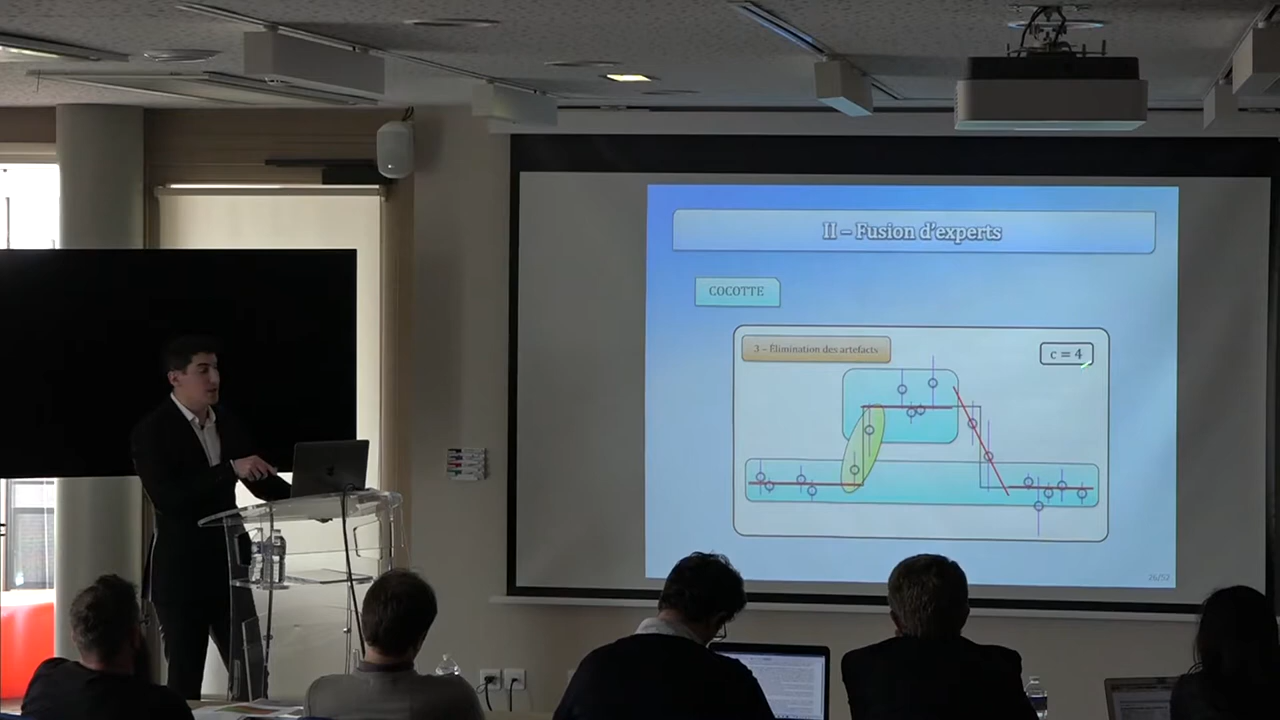 II – Fusion d'experts
COCOTTE
3 – Élimination des artefacts
c = 4
26/52